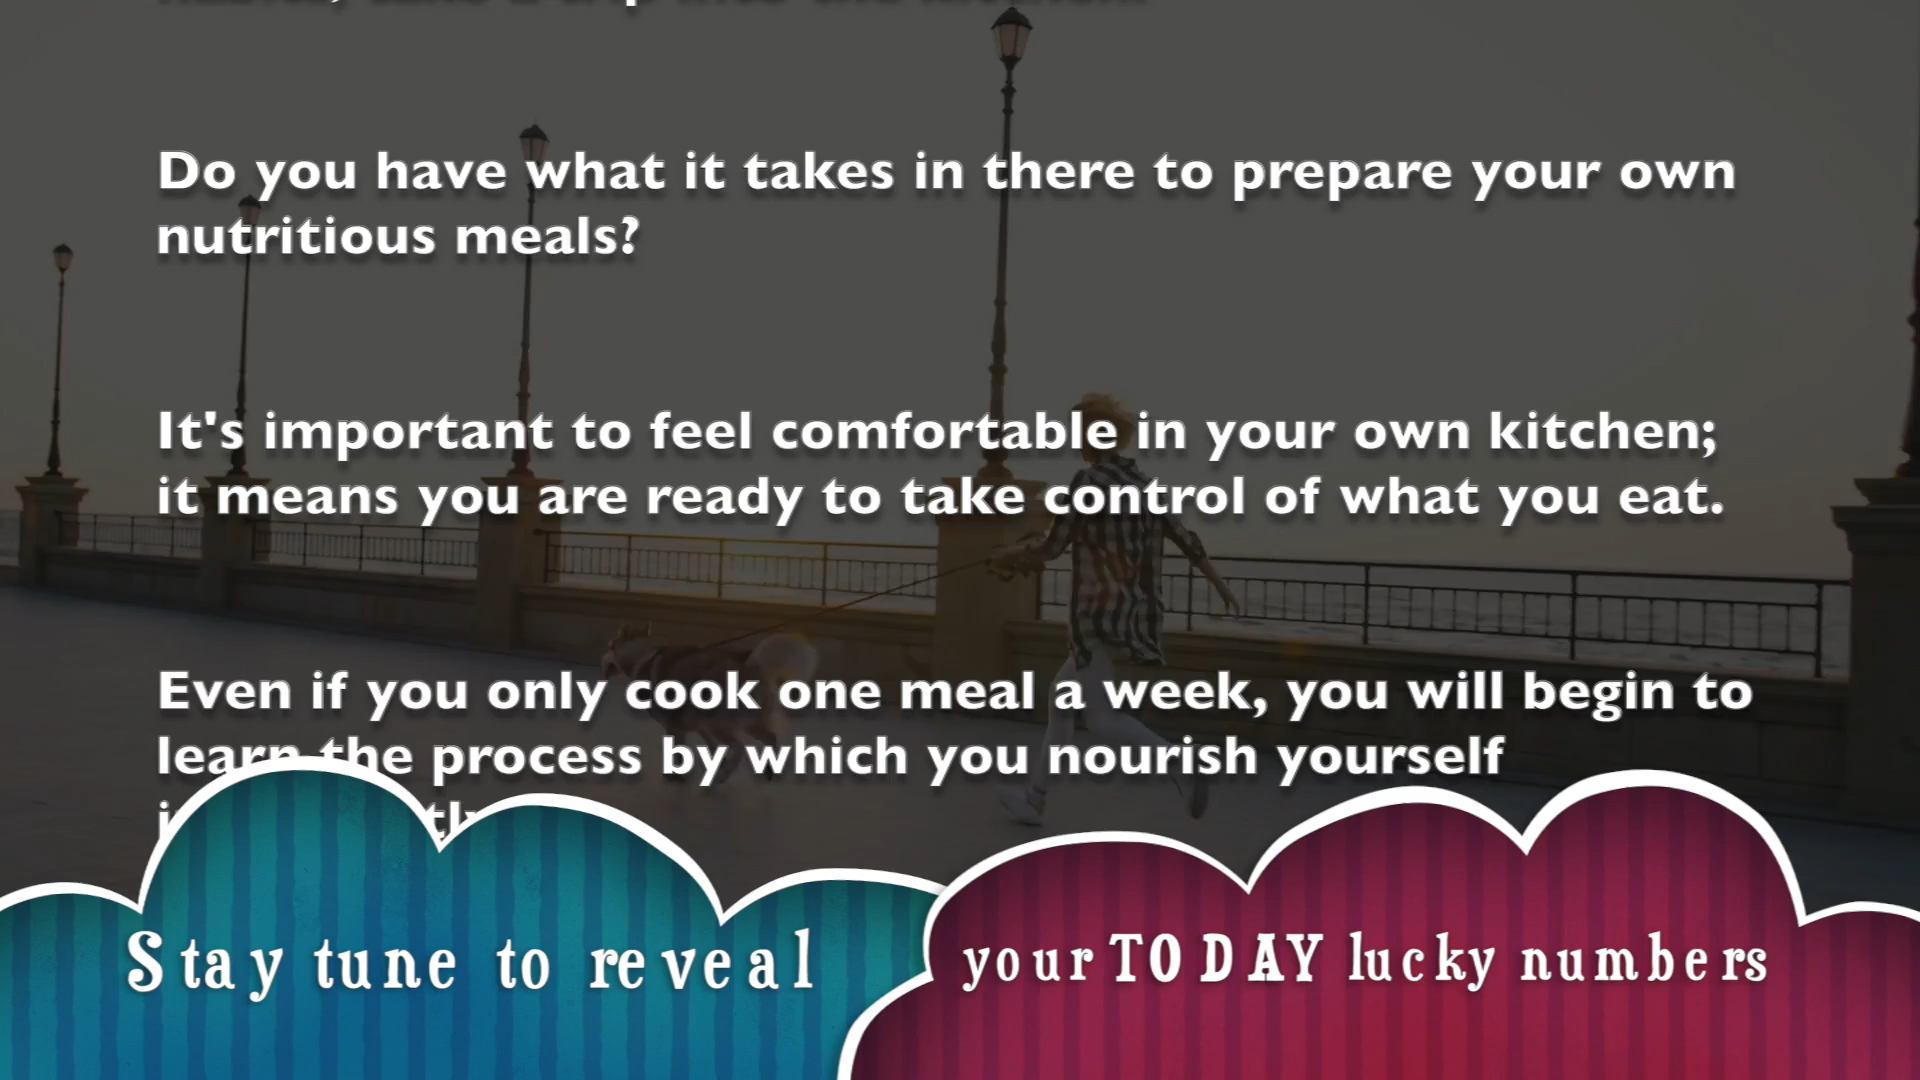 Do you have what it takes in there to prepare your own
nutritious meals?
It's important to feel comfortable in your own kitchen;
it means you are ready to take control of what you eat.
Even if you only cook one meal a week, you will begin to
learn the process by which you nourish yourself
Stay tune to reveal your TODAY lucky numbers